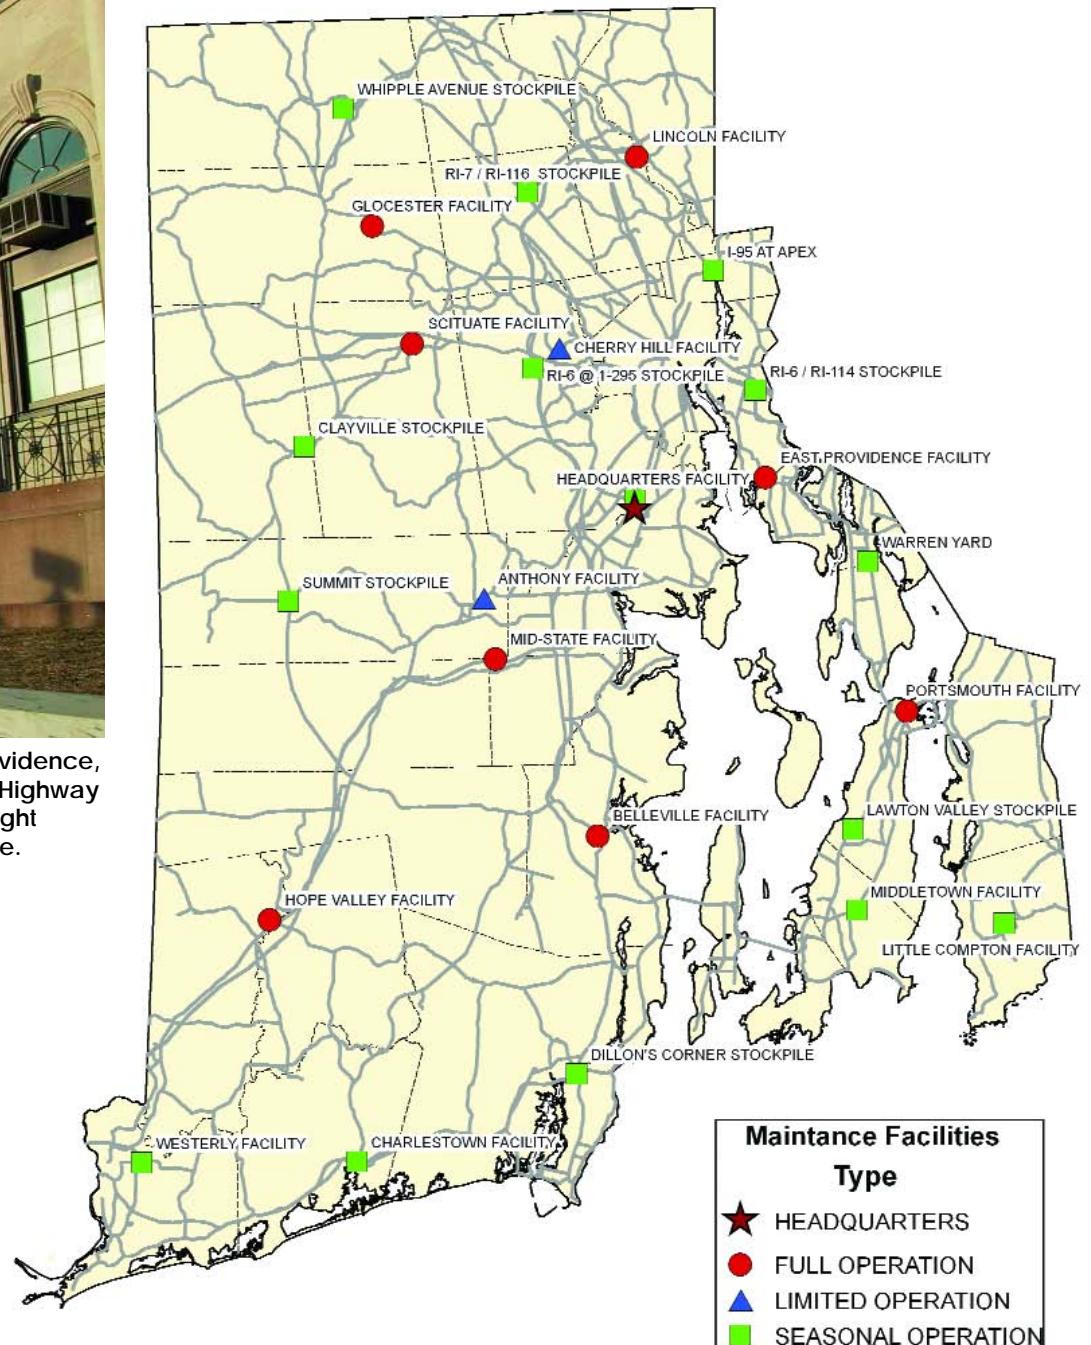 WHIPPLE AVENUE STOCKPILE
LINCOLN FACILITY
RI-7 / RI-116 STOCKPILE
GLOCESTER FACILITY
I-95 AT APEX
SCITUATE FACILITY
CHERRY HILL FACILITY
RI-6 @ 1-295 STOCKPILE
RI-6 / RI-114 STOCKPILE
CLAYVILLE STOCKPILE
EAST PROVIDENCE FACILITY
HEADQUARTERS FACILITY
WARREN YARD
SUMMIT STOCKPILE
ANTHONY FACILITY
MID-STATE FACILITY
PORTSMOUTH FACILITY
vidence,
Highway
ght
e.
LAWTON VALLEY STOCKPILE
BELLEVILLE FACILITY
MIDDLETOWN FACILITY
HOPE VALLEY FACILITY
LITTLE COMPTON FACILITY
DILLON'S CORNER STOCKPILE
WESTERLY FACILITY
CHARLESTOWN FACILITY
Maintance Facilities
Type
HEADQUARTERS
FULL OPERATION
LIMITED OPERATION
SEASONAL OPERATION